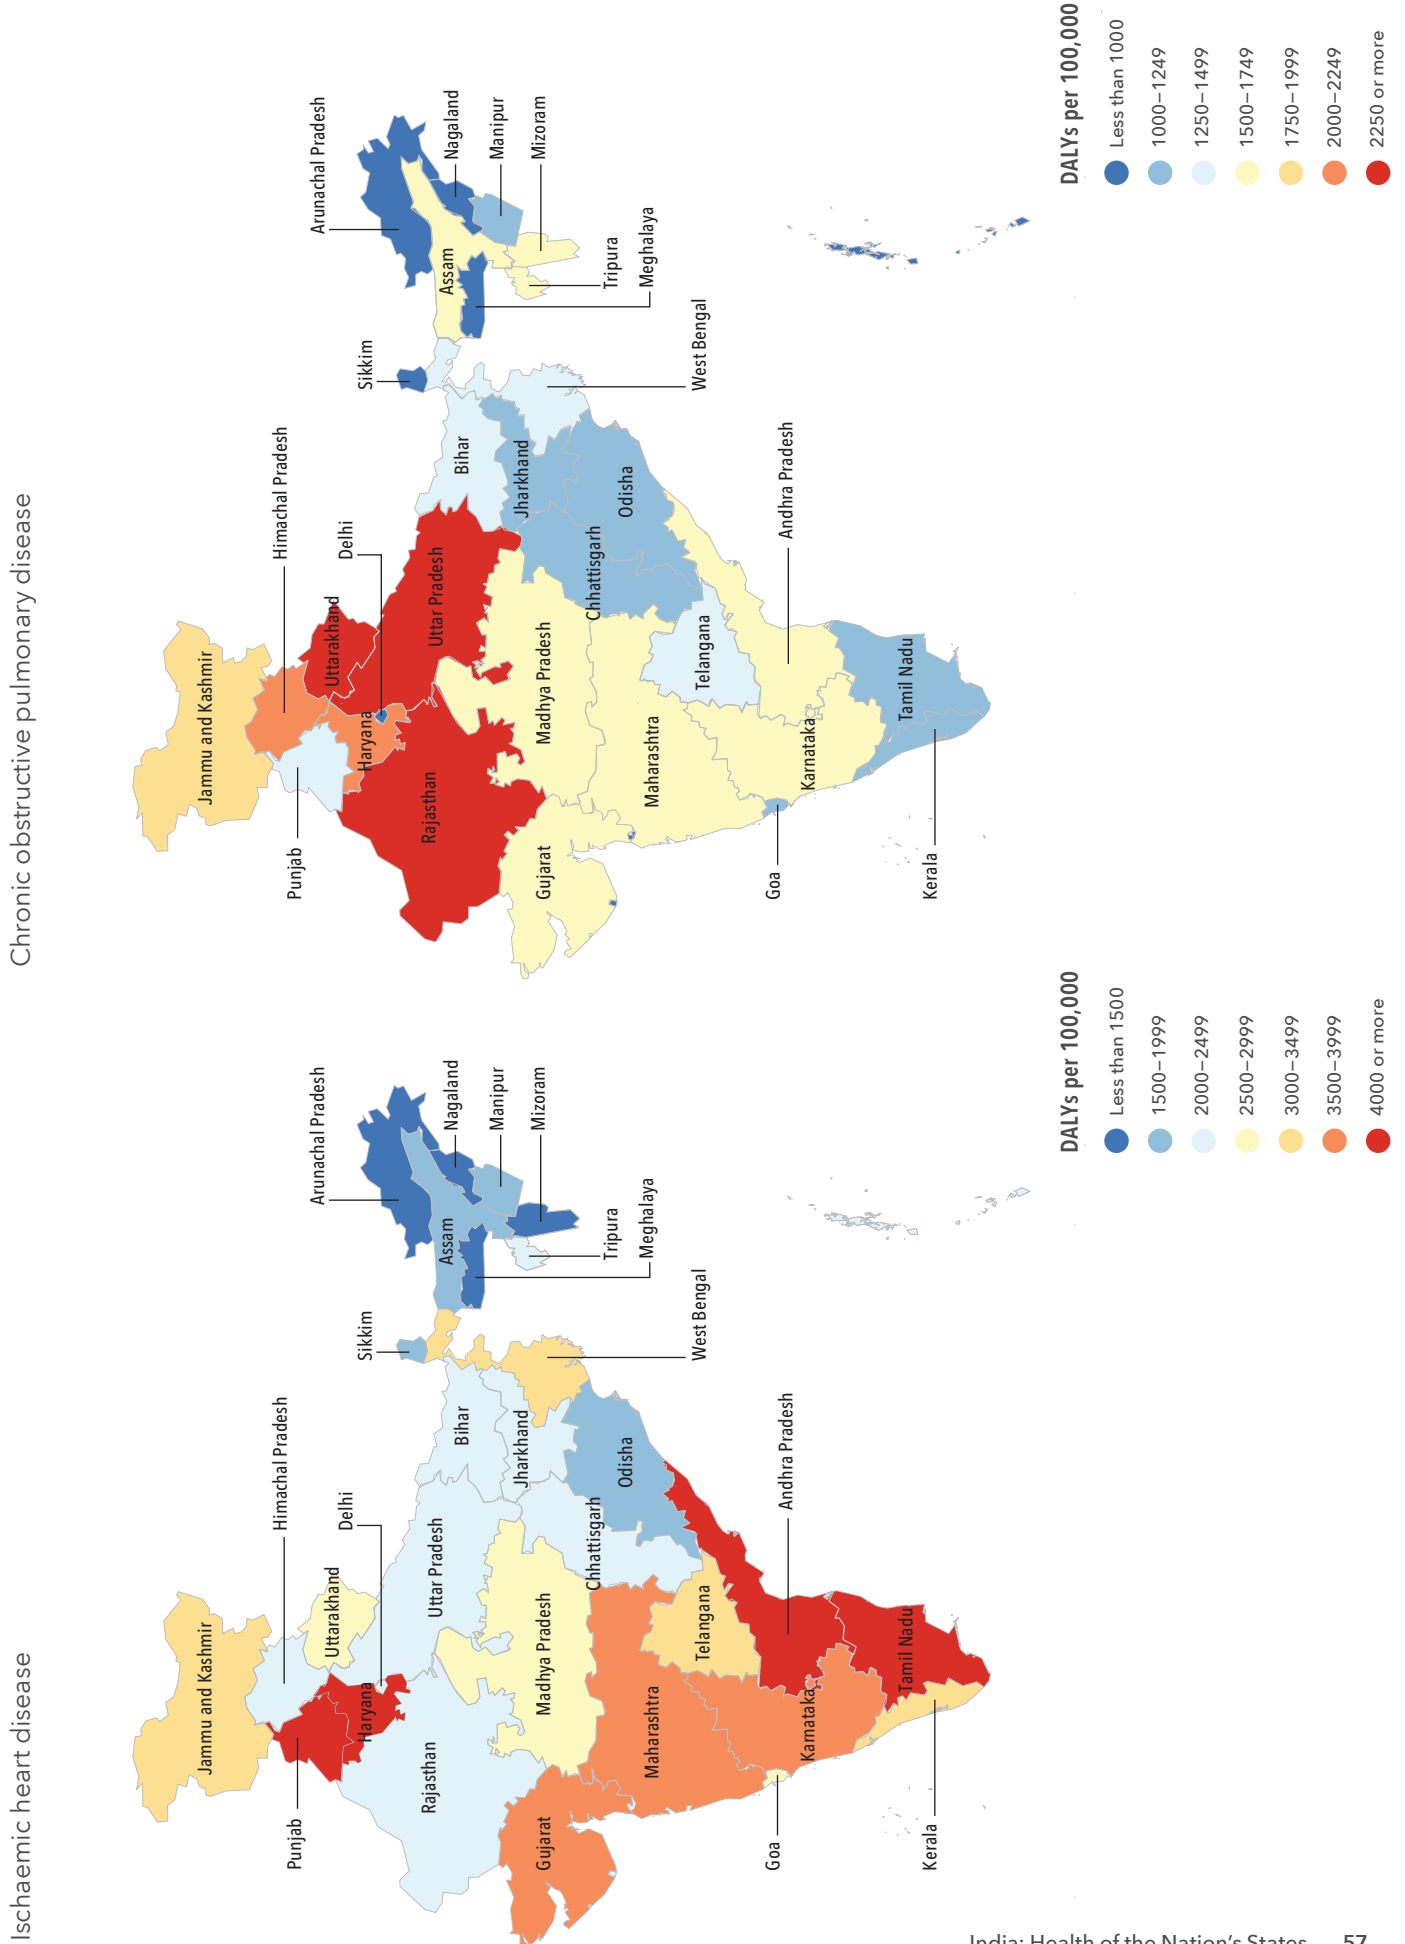 Ischaemic heart disease
Jammu and Kashmir
Himachal Pradesh
Punjab
Uttarakhand
Haryana
Delhi
Rajasthan
Uttar Pradesh
Bihar
Sikkim
Arunachal Pradesh
Assam
Nagaland
Manipur
Mizoram
Tripura
Meghalaya
West Bengal
Jharkhand
Gujarat
Madhya Pradesh
Chhattisgarh
Odisha
Maharashtra
Telangana
Andhra Pradesh
Goa
Karnataka
Kerala
Tamil Nadu
DALYs per 100,000
Less than 1500
1500–1999
2000–2499
2500–2999
3000–3499
3500–3999
4000 or more
Chronic obstructive pulmonary disease
Jammu and Kashmir
Himachal Pradesh
Punjab
Uttarakhand
Haryana
Delhi
Rajasthan
Uttar Pradesh
Bihar
Sikkim
Arunachal Pradesh
Assam
Nagaland
Manipur
Mizoram
Tripura
Meghalaya
West Bengal
Jharkhand
Gujarat
Madhya Pradesh
Chhattisgarh
Odisha
Maharashtra
Telangana
Andhra Pradesh
Goa
Karnataka
Kerala
Tamil Nadu
DALYs per 100,000
Less than 1000
1000–1249
1250–1499
1500–1749
1750–1999
2000–2249
2250 or more
India: Health of the Nation's States 57